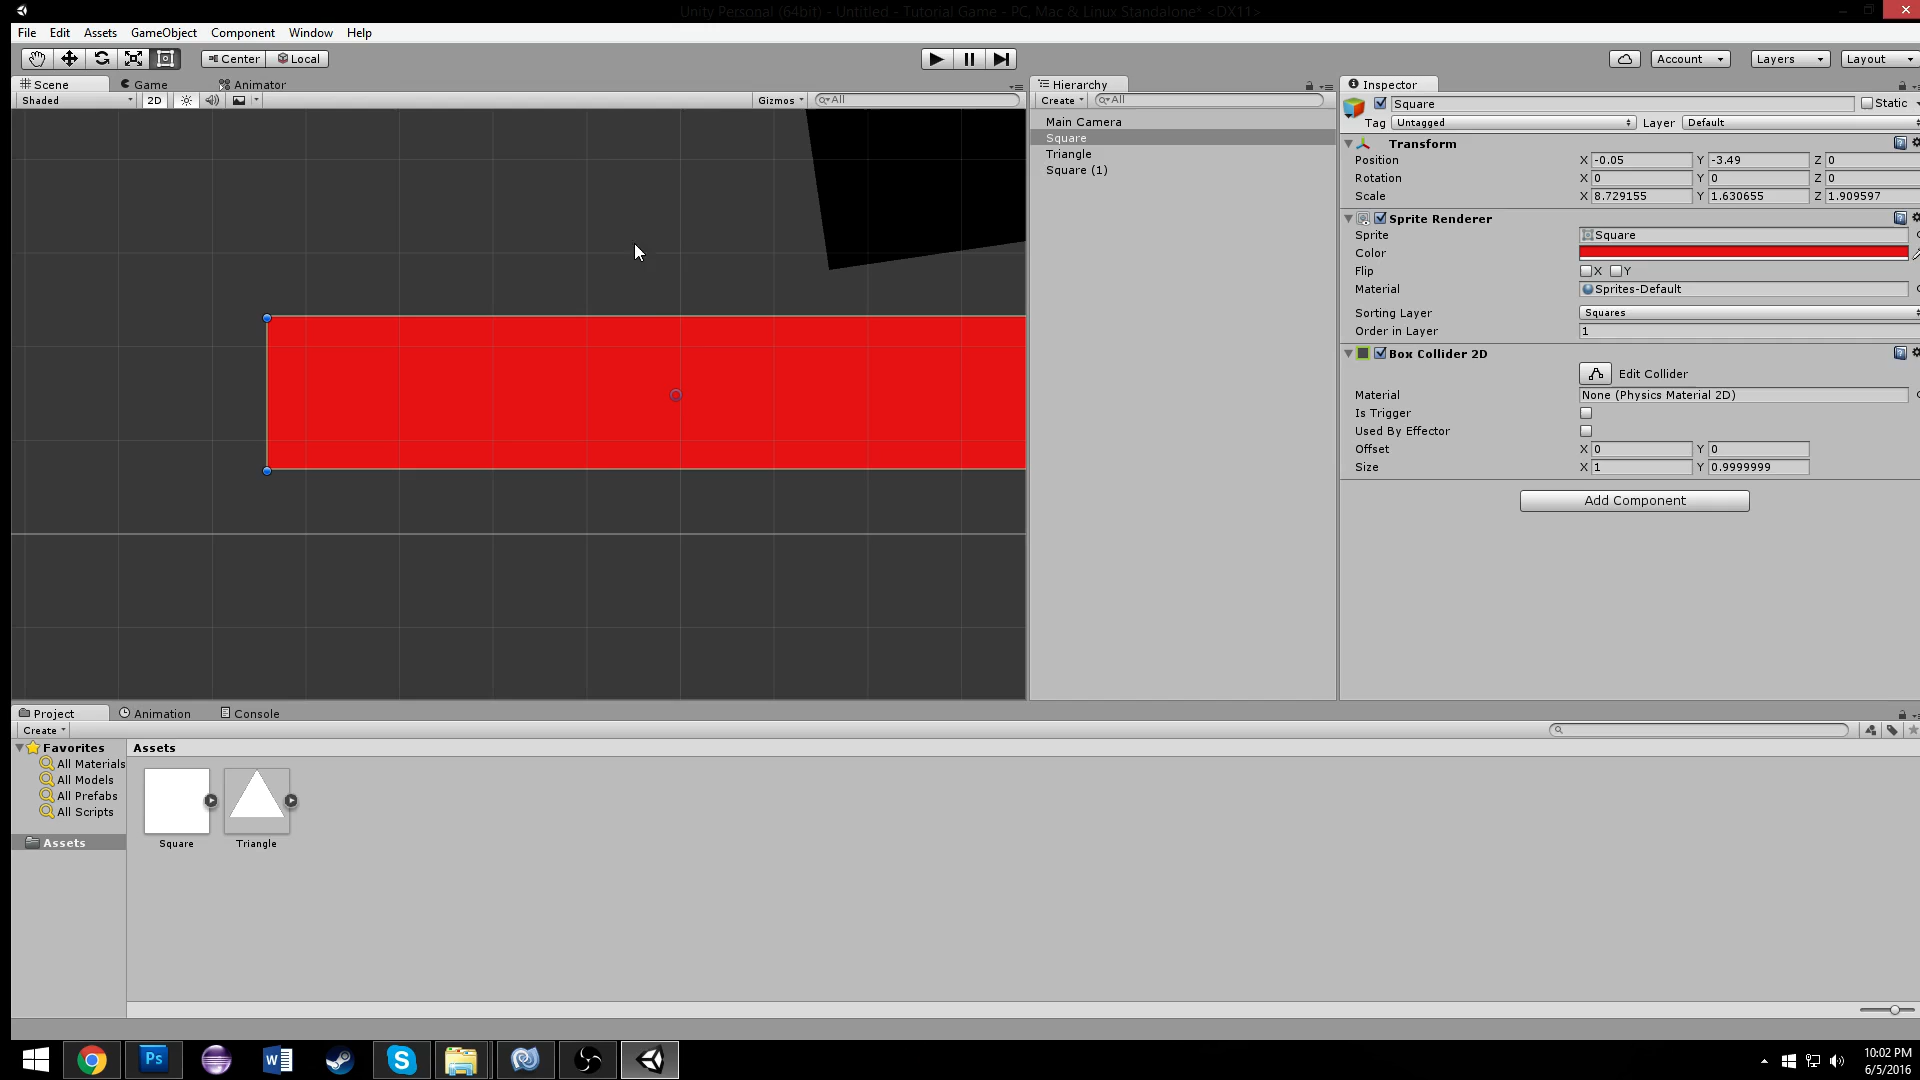 Unity Personal (64bit) - Untitled - Tutorial Game - PC, Mac & Linux Standalone* <DX11>
File Edit Assets GameObject Component Window Help
Center Local Account Layers Layout
Scene Game Animator
Shaded 2D Gizmos All
Hierarchy
Create All
Main Camera
Square
Triangle
Square (1)
Inspector
Square Static
Tag Untagged Layer Default
Transform
Position X -0.05 Y -3.49 Z 0
Rotation X 0 Y 0 Z 0
Scale X 8.729155 Y 1.630655 Z 1.909597
Sprite Renderer
Sprite Square
Color
Flip X Y
Material Sprites-Default
Sorting Layer Squares
Order in Layer 1
Box Collider 2D
Edit Collider
Material None (Physics Material 2D)
Is Trigger
Used By Effector
Offset X 0 Y 0
Size X 1 Y 0.9999999
Add Component
Project Animation Console
Create
Favorites
All Materials
All Models
All Prefabs
All Scripts
Assets
Assets
Square Triangle
Ps
W
S
10:02 PM
6/5/2016